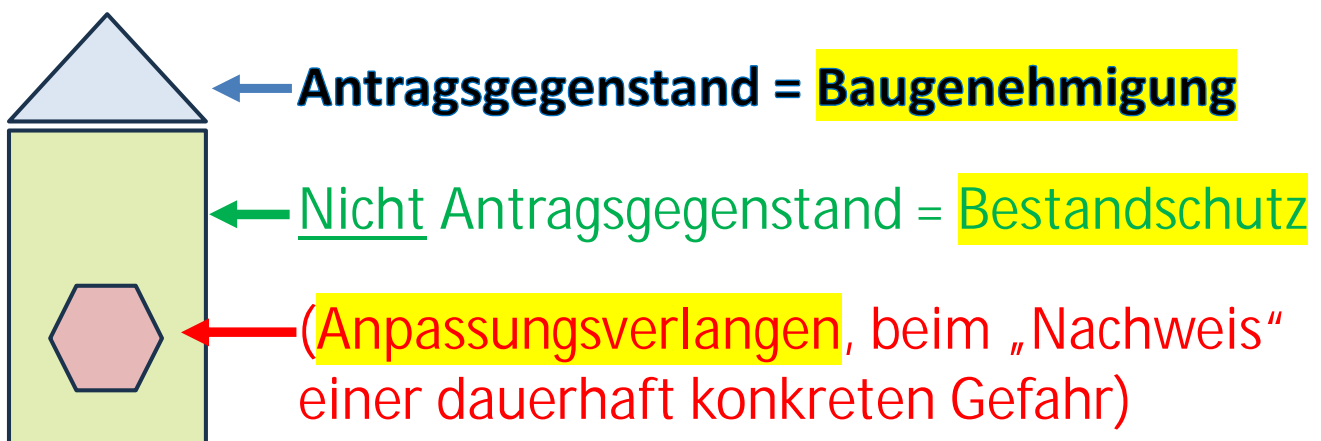 Antragsgegenstand = Baugenehmigung
Nicht Antragsgegenstand = Bestandschutz
(Anpassungsverlangen, beim „Nachweis“
einer dauerhaft konkreten Gefahr)